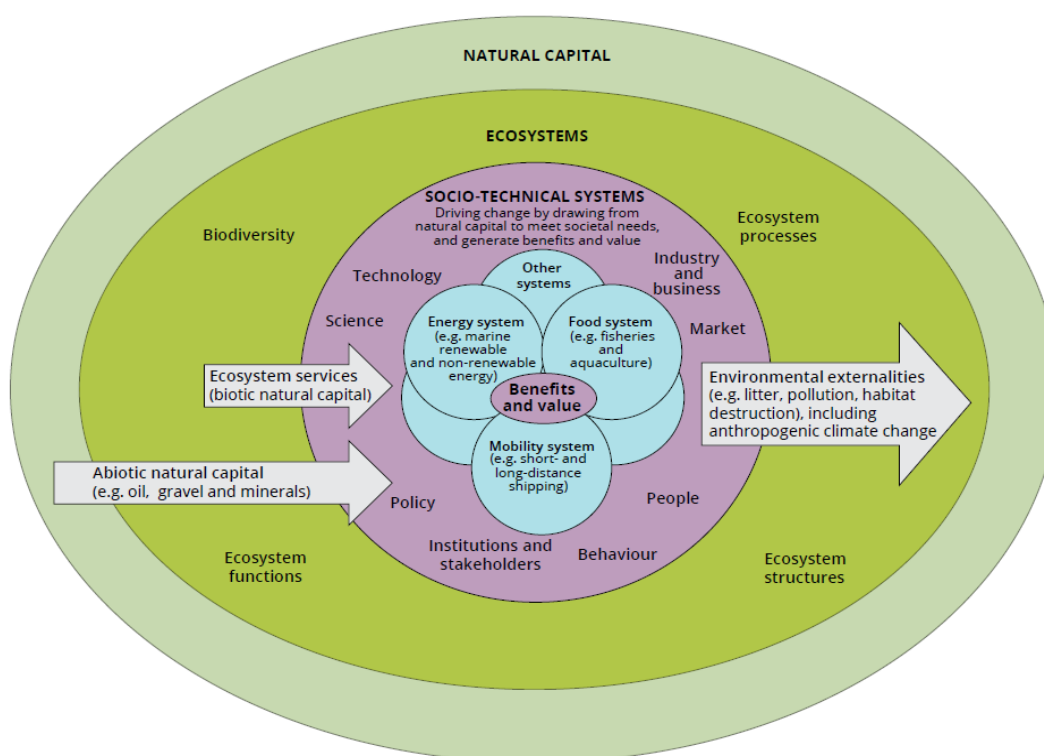 NATURAL CAPITAL
ECOSYSTEMS
SOCIO-TECHNICAL SYSTEMS
Driving change by drawing from
natural capital to meet societal needs,
and generate benefits and value
Biodiversity
Ecosystem
processes
Technology
Other
systems
Industry
and
business
Science
Energy system
(e.g. marine
renewable
and non-renewable
energy)
Food system
(e.g. fisheries
and
aquaculture)
Market
Ecosystem services
(biotic natural capital)
Benefits
and value
Environmental externalities
(e.g. litter, pollution, habitat
destruction), including
anthropogenic climate change
Abiotic natural capital
(e.g. oil, gravel and minerals)
Mobility system
(e.g. short- and
long-distance
shipping)
Policy
People
Institutions and
stakeholders
Behaviour
Ecosystem
functions
Ecosystem
structures